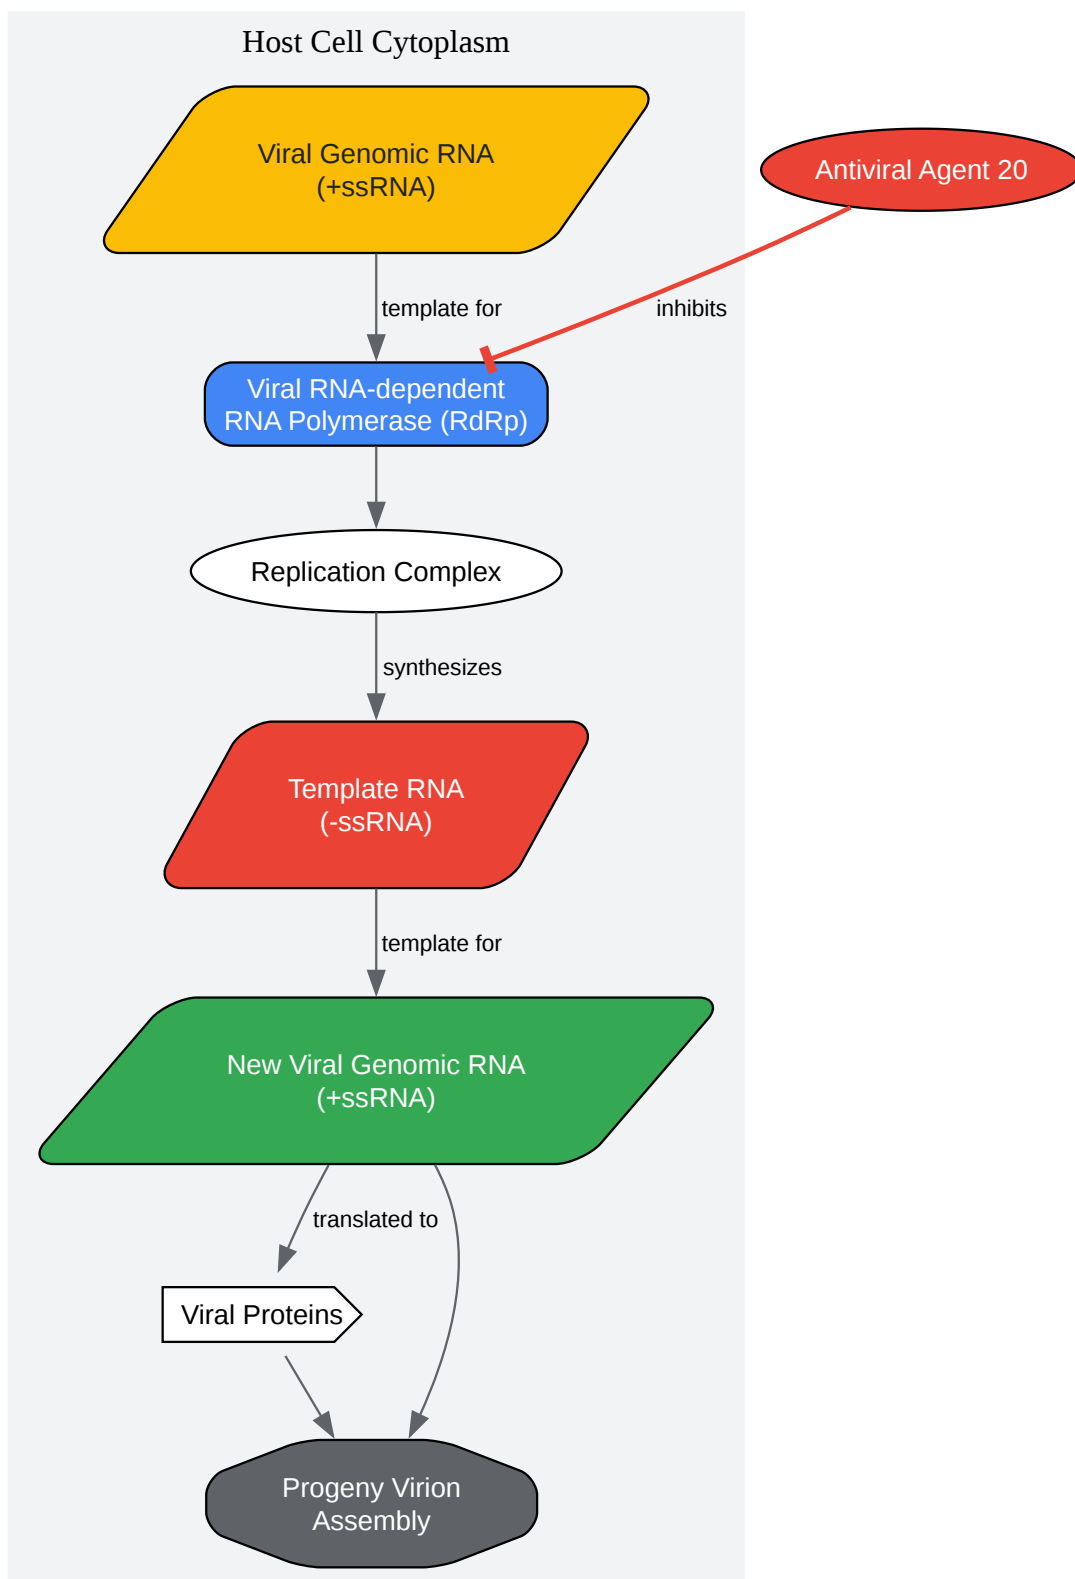 Host Cell Cytoplasm
Viral Genomic RNA
(+ssRNA)
Antiviral Agent 20
template for
inhibits
Viral RNA-dependent
RNA Polymerase (RdRp)
Replication Complex
synthesizes
Template RNA
(-ssRNA)
template for
New Viral Genomic RNA
(+ssRNA)
translated to
Viral Proteins
Progeny Virion
Assembly